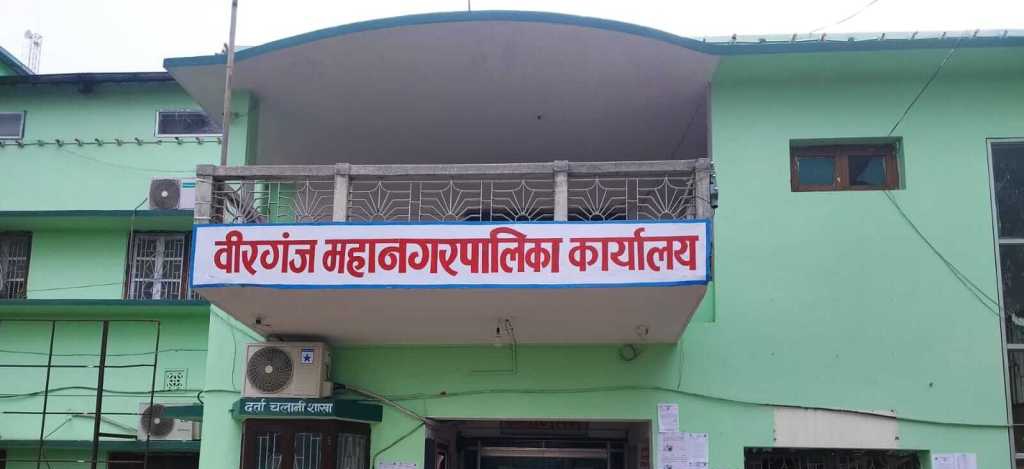 वीरगंज महानगरपालिका कार्यालय
दर्ता चलानी शाखा